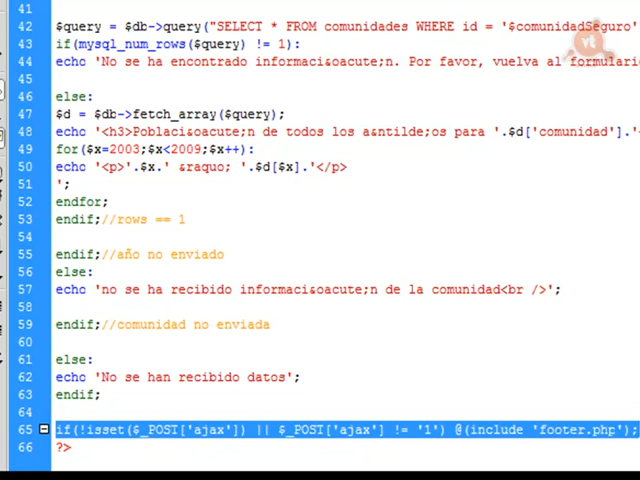 41
42 $query = $db->query("SELECT * FROM comunidades WHERE id = '$comunidadSeguro'
43 if(mysql_num_rows($query) != 1):
44 echo 'No se ha encontrado informaci&oacute;n. Por favor, vuelva al formulario
45
46 else:
47 $d = $db->fetch_array($query);
48 echo '<h3>Poblaci&oacute;n de todos los a&ntilde;os para '.$d['comunidad'].'
49 for($x=2003;$x<2009;$x++):
50 echo '<p>'.$x.' &raquo; '.$d[$x].'</p>
51 ';
52 endfor;
53 endif;//rows == 1
54
55 endif;//año no enviado
56 else:
57 echo 'no se ha recibido informaci&oacute;n de la comunidad<br />';
58
59 endif;//comunidad no enviada
60
61 else:
62 echo 'No se han recibido datos';
63 endif;
64
65 if(!isset($_POST['ajax']) || $_POST['ajax'] != '1') @(include 'footer.php');
66 ?>
vt